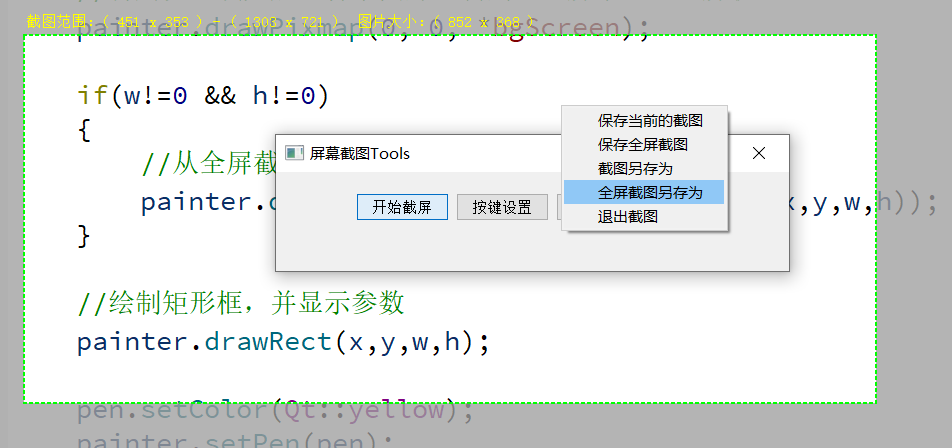 截图范围：( 451 x 353 ) - ( 1303 x 721 )  图片大小：( 852 x 368 )
painter.drawPixmap(0, 0, bgScreen);
if(w!=0 && h!=0)
{
//从全屏截
painter.
x,y,w,h));
}
屏幕截图Tools
开始截屏
按键设置
保存当前的截图
保存全屏截图
截图另存为
全屏截图另存为
退出截图
//绘制矩形框，并显示参数
painter.drawRect(x,y,w,h);
pen.setColor(Qt::yellow);
painter.setPen(pen);